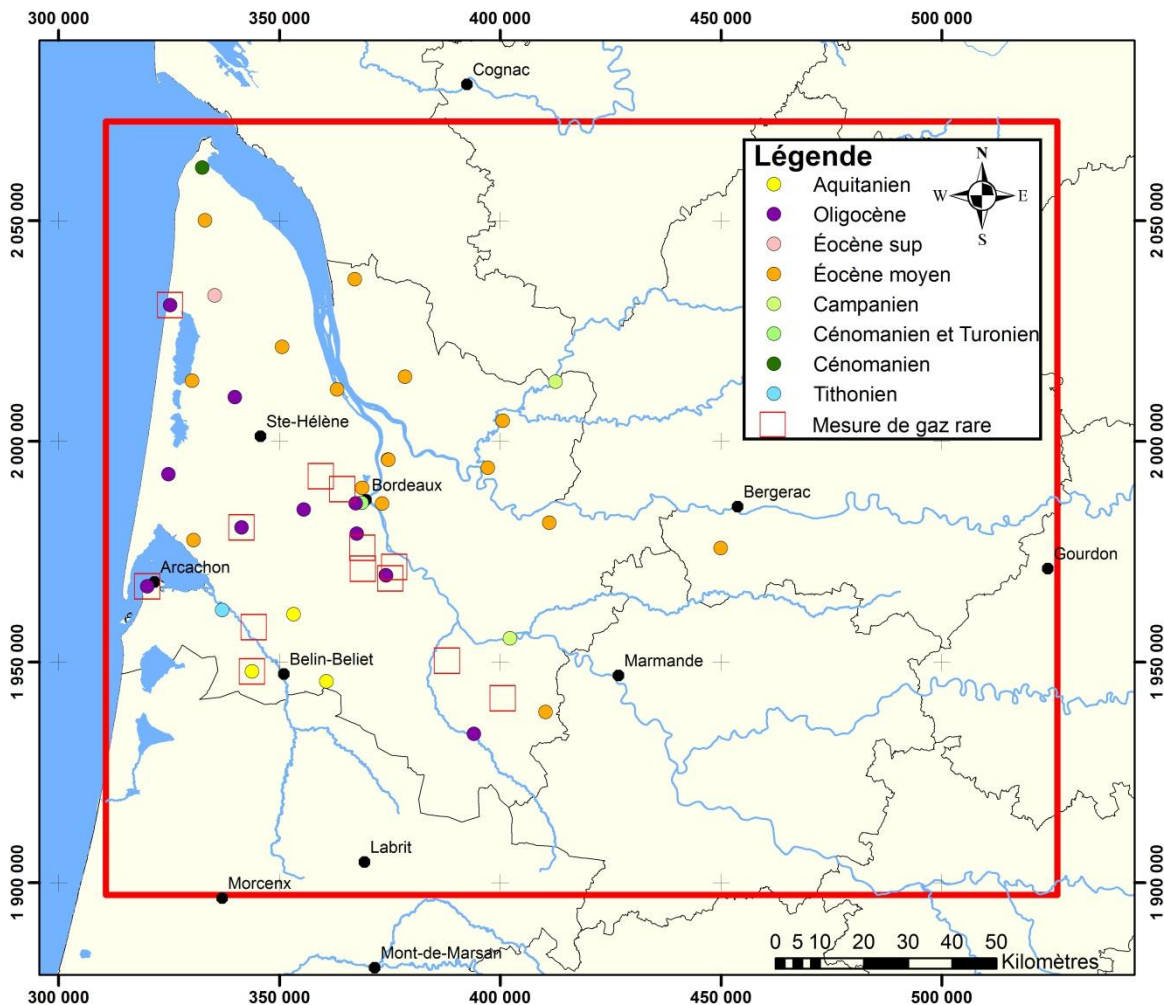 300 000 350 000 400 000 450 000 500 000
Cognac
Légende
N
W E
S
Aquitanien
Oligocène
Éocène sup
Éocène moyen
Campanien
Cénomanien et Turonien
Cénomanien
Tithonien
Mesure de gaz rare
2 050 000 2 050 000
Ste-Hélène
2 000 000 2 000 000
Bordeaux
Bergerac
Arcachon
Gourdon
1 950 000 1 950 000
Belin-Beliet
Marmande
Labrit
Morcenx
1 900 000 1 900 000
Mont-de-Marsan
0 5 10 20 30 40 50
Kilomètres
300 000 350 000 400 000 450 000 500 000